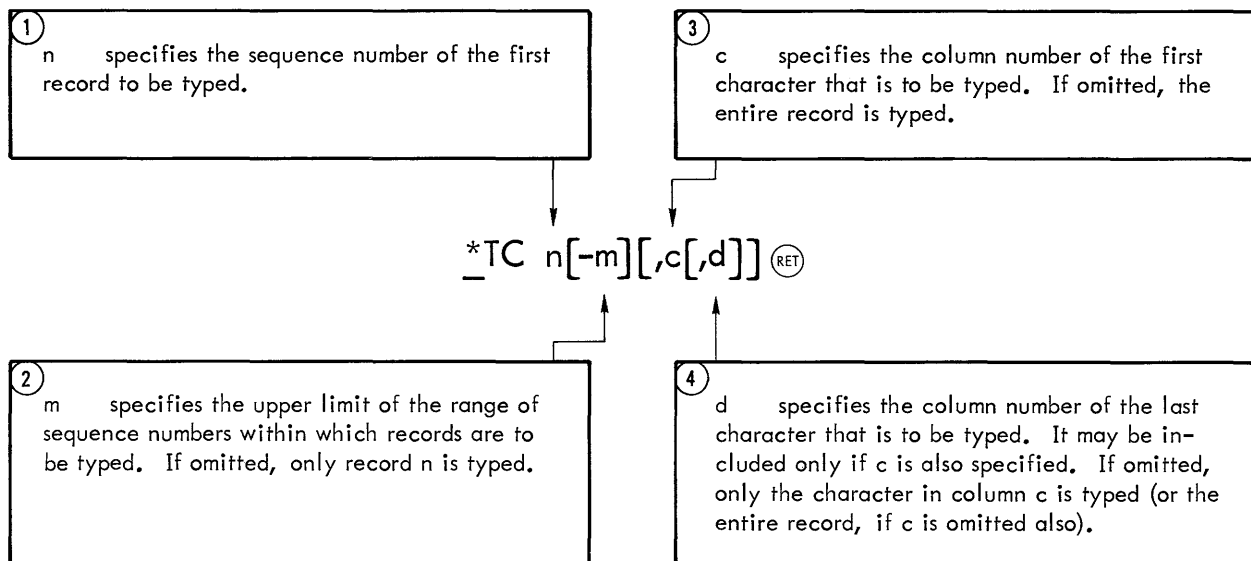 1
n specifies the sequence number of the first
record to be typed.
3
c specifies the column number of the first
character that is to be typed. If omitted, the
entire record is typed.
*TC n[-m][,c[,d]] RET
2
m specifies the upper limit of the range of
sequence numbers within which records are to
be typed. If omitted, only record n is typed.
4
d specifies the column number of the last
character that is to be typed. It may be in-
cluded only if c is also specified. If omitted,
only the character in column c is typed (or the
entire record, if c is omitted also).